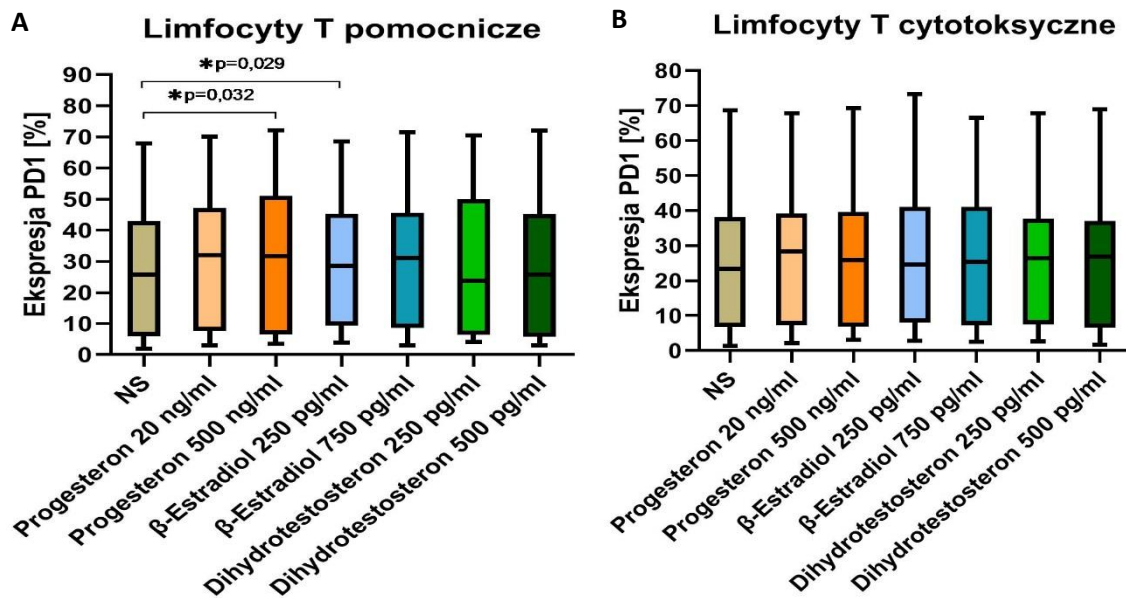 A
Limfocyty T pomocnicze
*p=0,029
*p=0,032
Ekspresja PD1 [%]
90
80
70
60
50
40
30
20
10
0
NS
Progesteron 20 ng/ml
Progesteron 500 ng/ml
β-Estradiol 250 pg/ml
β-Estradiol 750 pg/ml
Dihydrotestosteron 250 pg/ml
Dihydrotestosteron 500 pg/ml
B
Limfocyty T cytotoksyczne
Ekspresja PD1 [%]
80
70
60
50
40
30
20
10
0
NS
Progesteron 20 ng/ml
Progesteron 500 ng/ml
β-Estradiol 250 pg/ml
β-Estradiol 750 pg/ml
Dihydrotestosteron 250 pg/ml
Dihydrotestosteron 500 pg/ml